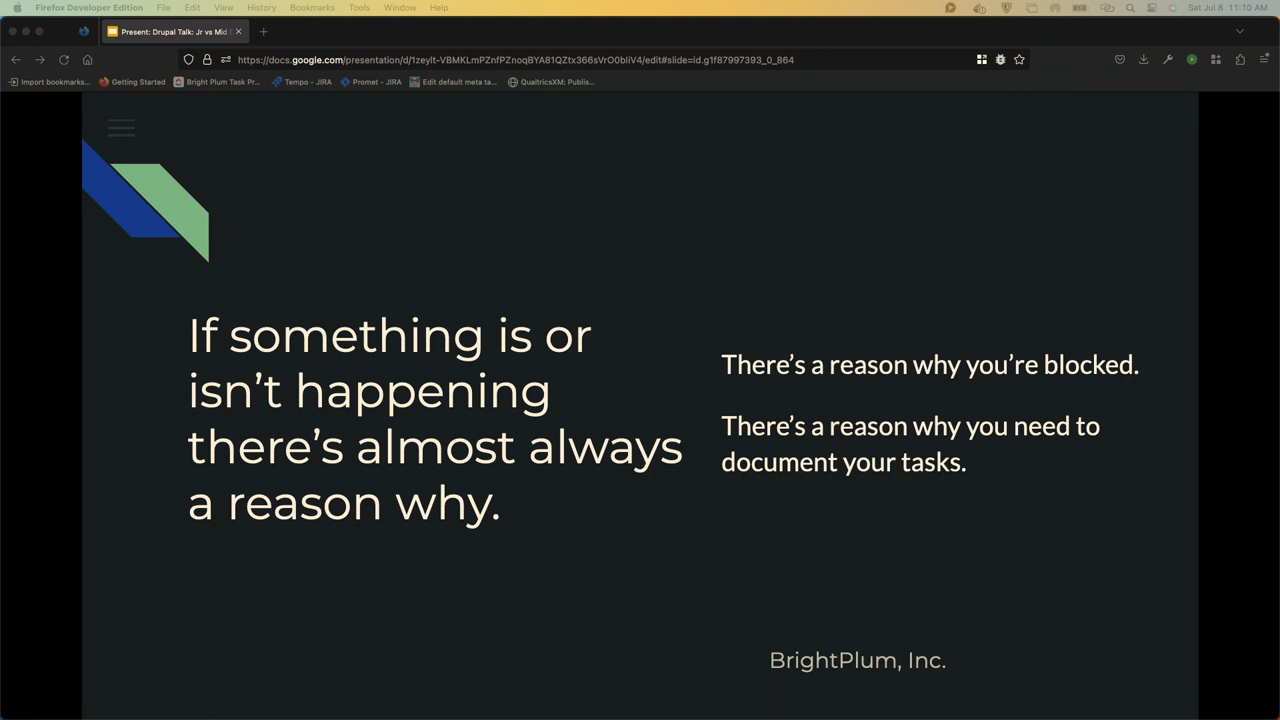 Firefox Developer Edition File Edit View History Bookmarks Tools Window Help Sat Jul 8 11:10 AM
Present: Drupal Talk: Jr vs Mid
https://docs.google.com/presentation/d/1zeylt-VBMKLmPZnfPZnoqBYA81QZtx366sVrO0bliV4/edit#slide=id.g1f87997393_0_864
Import bookmarks... Getting Started Bright Plum Task Pr... Tempo - JIRA Promet - JIRA Edit default meta ta... QualtricsXM: Publis...
If something is or
isn't happening
there's almost always
a reason why.
There's a reason why you're blocked.
There's a reason why you need to
document your tasks.
BrightPlum, Inc.